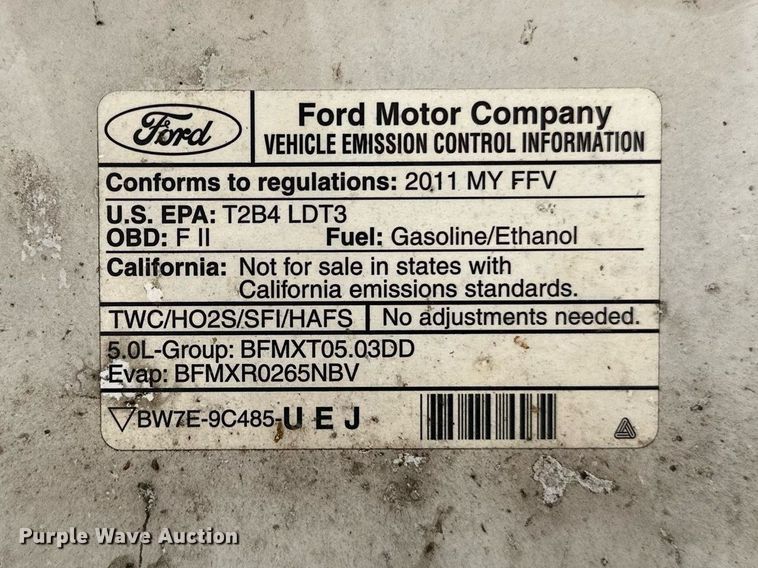 Ford
Ford Motor Company
VEHICLE EMISSION CONTROL INFORMATION
Conforms to regulations: 2011 MY FFV
U.S. EPA: T2B4 LDT3
OBD: F II Fuel: Gasoline/Ethanol
California: Not for sale in states with
California emissions standards.
TWC/HO2S/SFI/HAFS No adjustments needed.
5.0L-Group: BFMXT05.03DD
Evap: BFMXR0265NBV
BW7E-9C485-UEJ
Purple Wave Auction